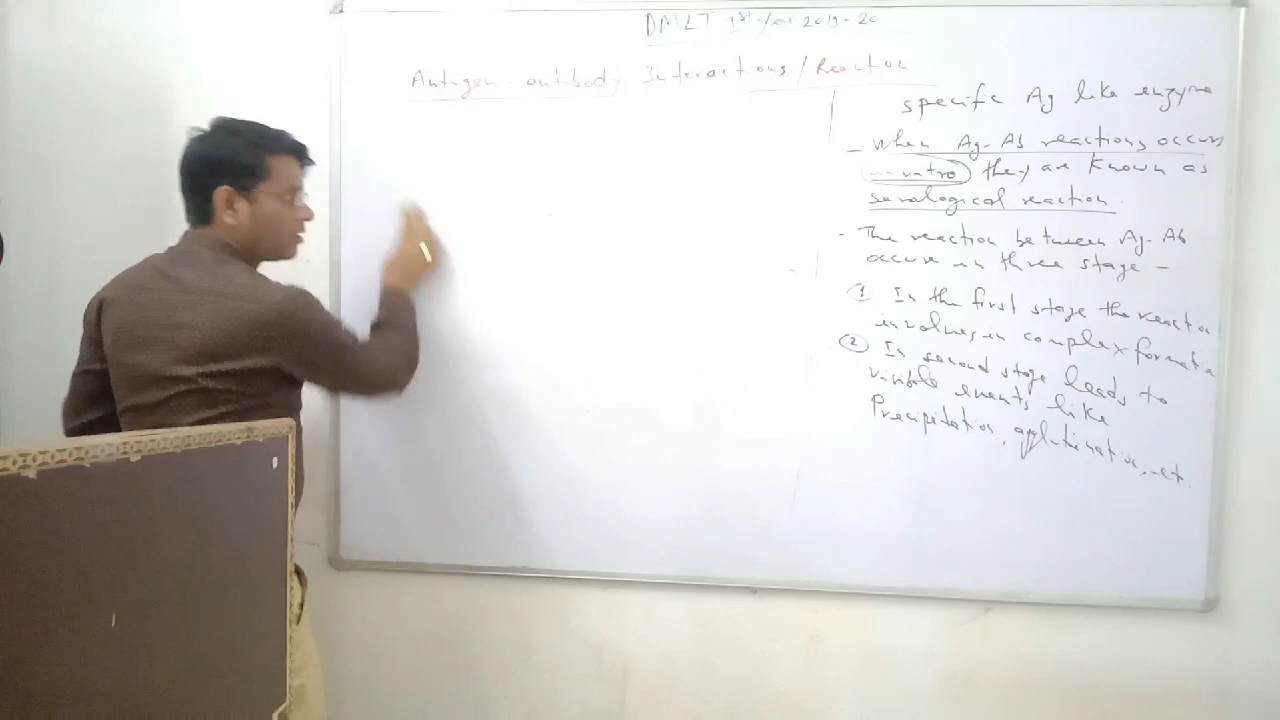 DMLT 1st year 2019-20
Antigen-antibody Interactions/Reaction
specific Ag like enzyme
- When Ag-Ab reactions occurs
in vitro they are known as
serological reaction
- The reaction between Ag-Ab
occurs in three stage -
① In the first stage the reaction
involves in complex formation
② In second stage leads to
visible events like
Precipitation, agglutination, etc.